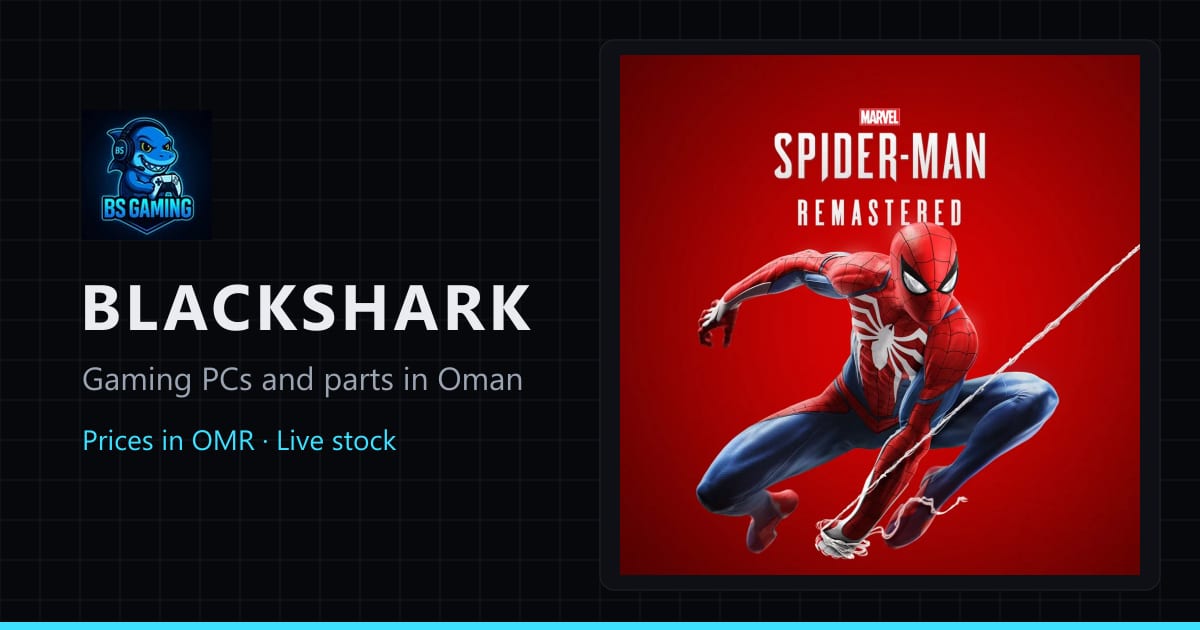 BS
BS GAMING
BLACKSHARK
Gaming PCs and parts in Oman
Prices in OMR · Live stock
MARVEL
SPIDER-MAN
REMASTERED